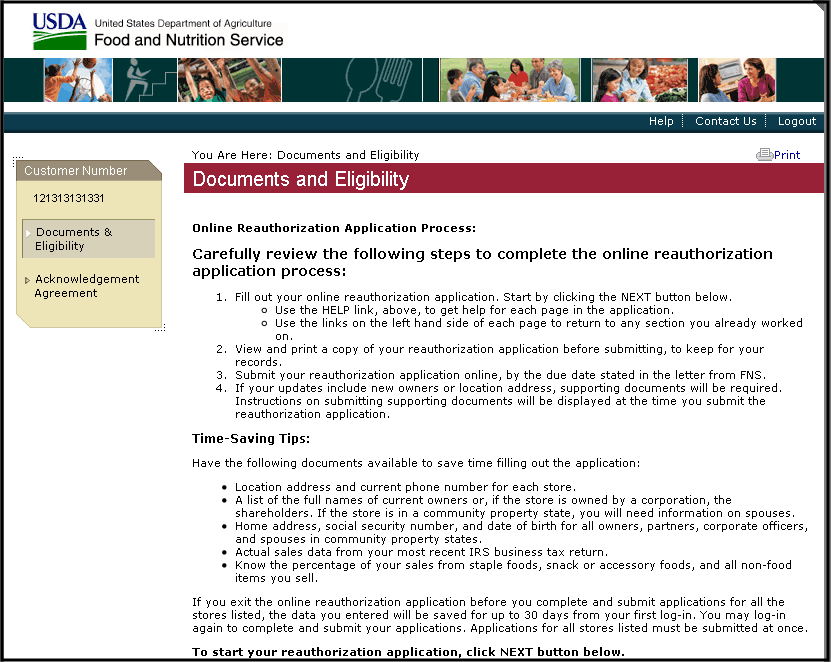 USDA
United States Department of Agriculture
Food and Nutrition Service
Help
Contact Us
Logout
Customer Number
121313131331
Documents &
Eligibility
Acknowledgement
Agreement
You Are Here: Documents and Eligibility
Print
Documents and Eligibility
Online Reauthorization Application Process:
Carefully review the following steps to complete the online reauthorization
application process:
1. Fill out your online reauthorization application. Start by clicking the NEXT button below.
Use the HELP link, above, to get help for each page in the application.
Use the links on the left hand side of each page to return to any section you already worked
on.
2. View and print a copy of your reauthorization application before submitting, to keep for your
records.
3. Submit your reauthorization application online, by the due date stated in the letter from FNS.
4. If your updates include new owners or location address, supporting documents will be required.
Instructions on submitting supporting documents will be displayed at the time you submit the
reauthorization application.
Time-Saving Tips:
Have the following documents available to save time filling out the application:
Location address and current phone number for each store.
A list of the full names of current owners or, if the store is owned by a corporation, the
shareholders. If the store is in a community property state, you will need information on spouses.
Home address, social security number, and date of birth for all owners, partners, corporate officers,
and spouses in community property states.
Actual sales data from your most recent IRS business tax return.
Know the percentage of your sales from staple foods, snack or accessory foods, and all non-food
items you sell.
If you exit the online reauthorization application before you complete and submit applications for all the
stores listed, the data you entered will be saved for up to 30 days from your first log-in. You may log-in
again to complete and submit your applications. Applications for all stores listed must be submitted at once.
To start your reauthorization application, click NEXT button below.